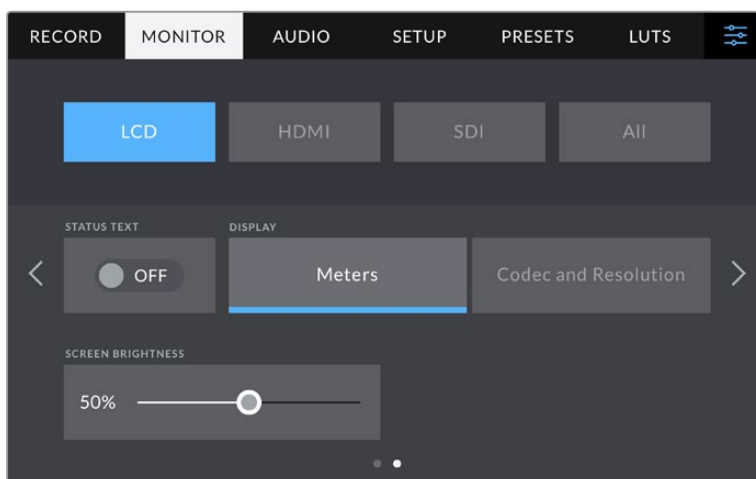 RECORD MONITOR AUDIO SETUP PRESETS LUTS
LCD HDMI SDI All
STATUS TEXT DISPLAY
OFF Meters Codec and Resolution
SCREEN BRIGHTNESS
50%